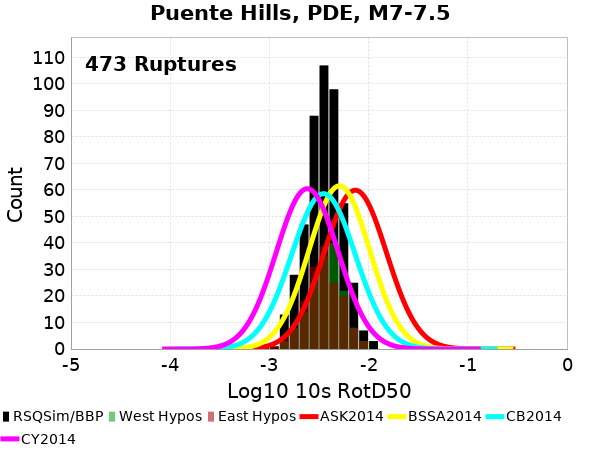 Puente Hills, PDE, M7-7.5
473 Ruptures
110
100
90
80
70
60
50
40
30
20
10
0
Count
-5 -4 -3 -2 -1 0
Log10 10s RotD50
RSQSim/BBP West Hypos East Hypos ASK2014 BSSA2014 CB2014
CY2014